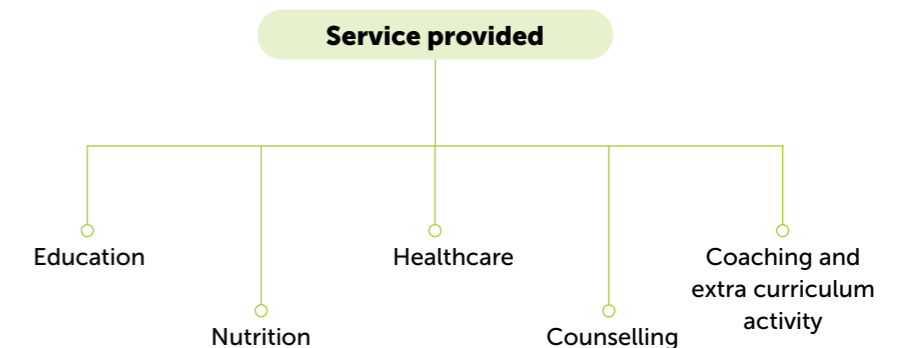 Service provided
Education
Nutrition
Healthcare
Counselling
Coaching and
extra curriculum
activity